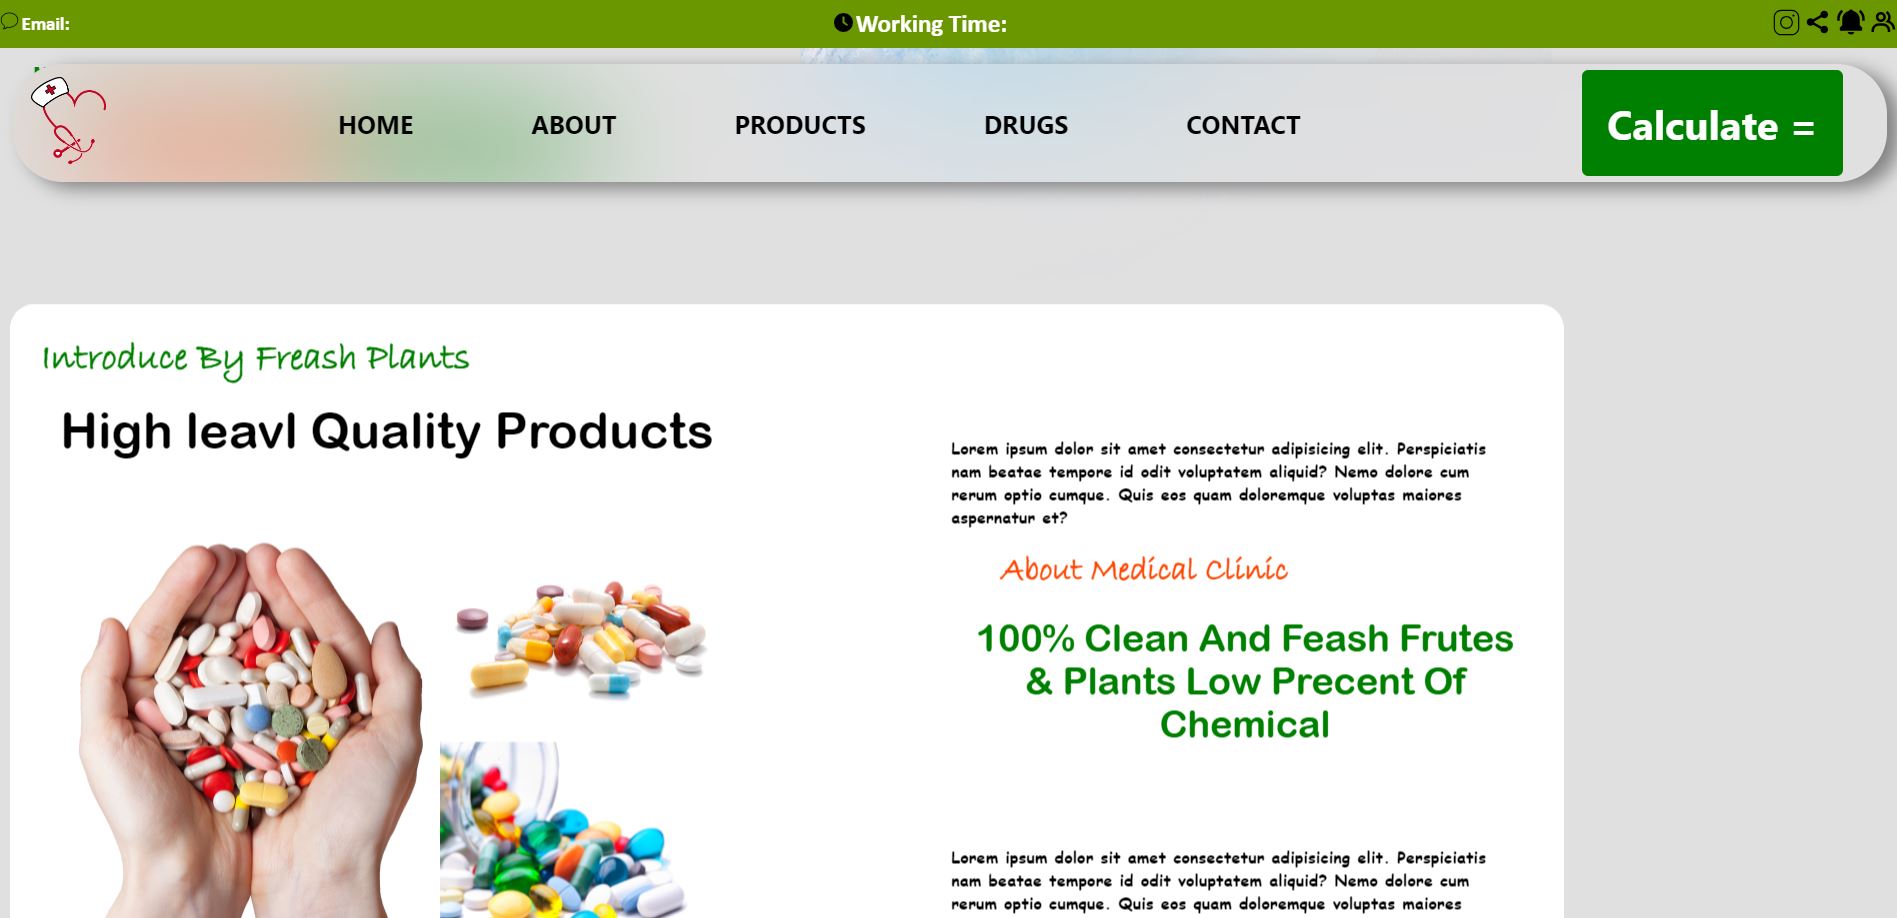 Email:
Working Time:
HOME ABOUT PRODUCTS DRUGS CONTACT
Calculate =
Introduce By Freash Plants
High leavl Quality Products
Lorem ipsum dolor sit amet consectetur adipisicing elit. Perspiciatis
nam beatae tempore id odit voluptatem aliquid? Nemo dolore cum
rerum optio cumque. Quis eos quam doloremque voluptas maiores
aspernatur et?
About Medical Clinic
100% Clean And Feash Frutes
& Plants Low Precent Of
Chemical
Lorem ipsum dolor sit amet consectetur adipisicing elit. Perspiciatis
nam beatae tempore id odit voluptatem aliquid? Nemo dolore cum
rerum optio cumque. Quis eos quam doloremque voluptas maiores